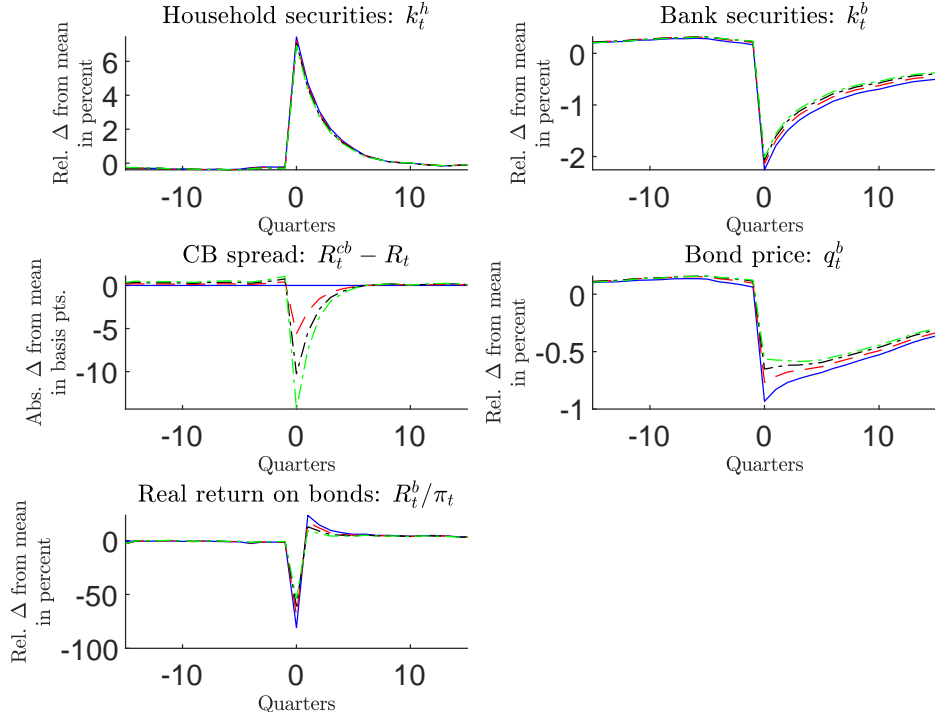 Household securities: $k_t^h$
Rel. Δ from mean
in percent
6
4
2
0
-10
0
10
Quarters
Bank securities: $k_t^b$
Rel. Δ from mean
in percent
0
-1
-2
-10
0
10
Quarters
CB spread: $R_t^{cb} - R_t$
Abs. Δ from mean
in basis pts.
0
-5
-10
-10
0
10
Quarters
Bond price: $q_t^b$
Rel. Δ from mean
in percent
0
-0.5
-1
-10
0
10
Quarters
Real return on bonds: $R_t^b/\pi_t$
Rel. Δ from mean
in percent
0
-50
-100
-10
0
10
Quarters